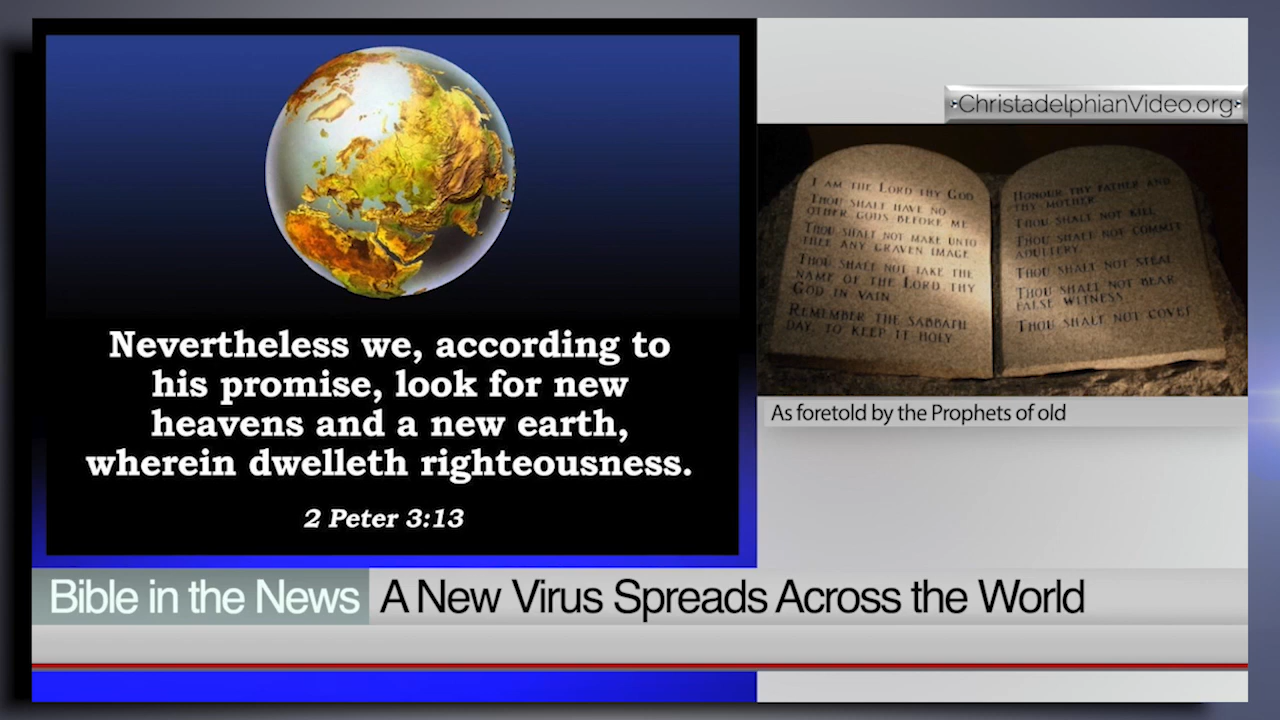 Nevertheless we, according to
his promise, look for new
heavens and a new earth,
wherein dwelleth righteousness.
2 Peter 3:13
ChristadelphianVideo.org
I AM THE LORD THY GOD
THOU SHALT HAVE NO
OTHER GODS BEFORE ME
THOU SHALT NOT MAKE UNTO
THEE ANY GRAVEN IMAGE
THOU SHALT NOT TAKE THE
NAME OF THE LORD THY
GOD IN VAIN
REMEMBER THE SABBATH
DAY, TO KEEP IT HOLY
HONOUR THY FATHER AND
THY MOTHER
THOU SHALT NOT KILL
THOU SHALT NOT COMMIT
ADULTERY
THOU SHALT NOT STEAL
THOU SHALT NOT BEAR
FALSE WITNESS
THOU SHALT NOT COVET
As foretold by the Prophets of old
Bible in the News A New Virus Spreads Across the World